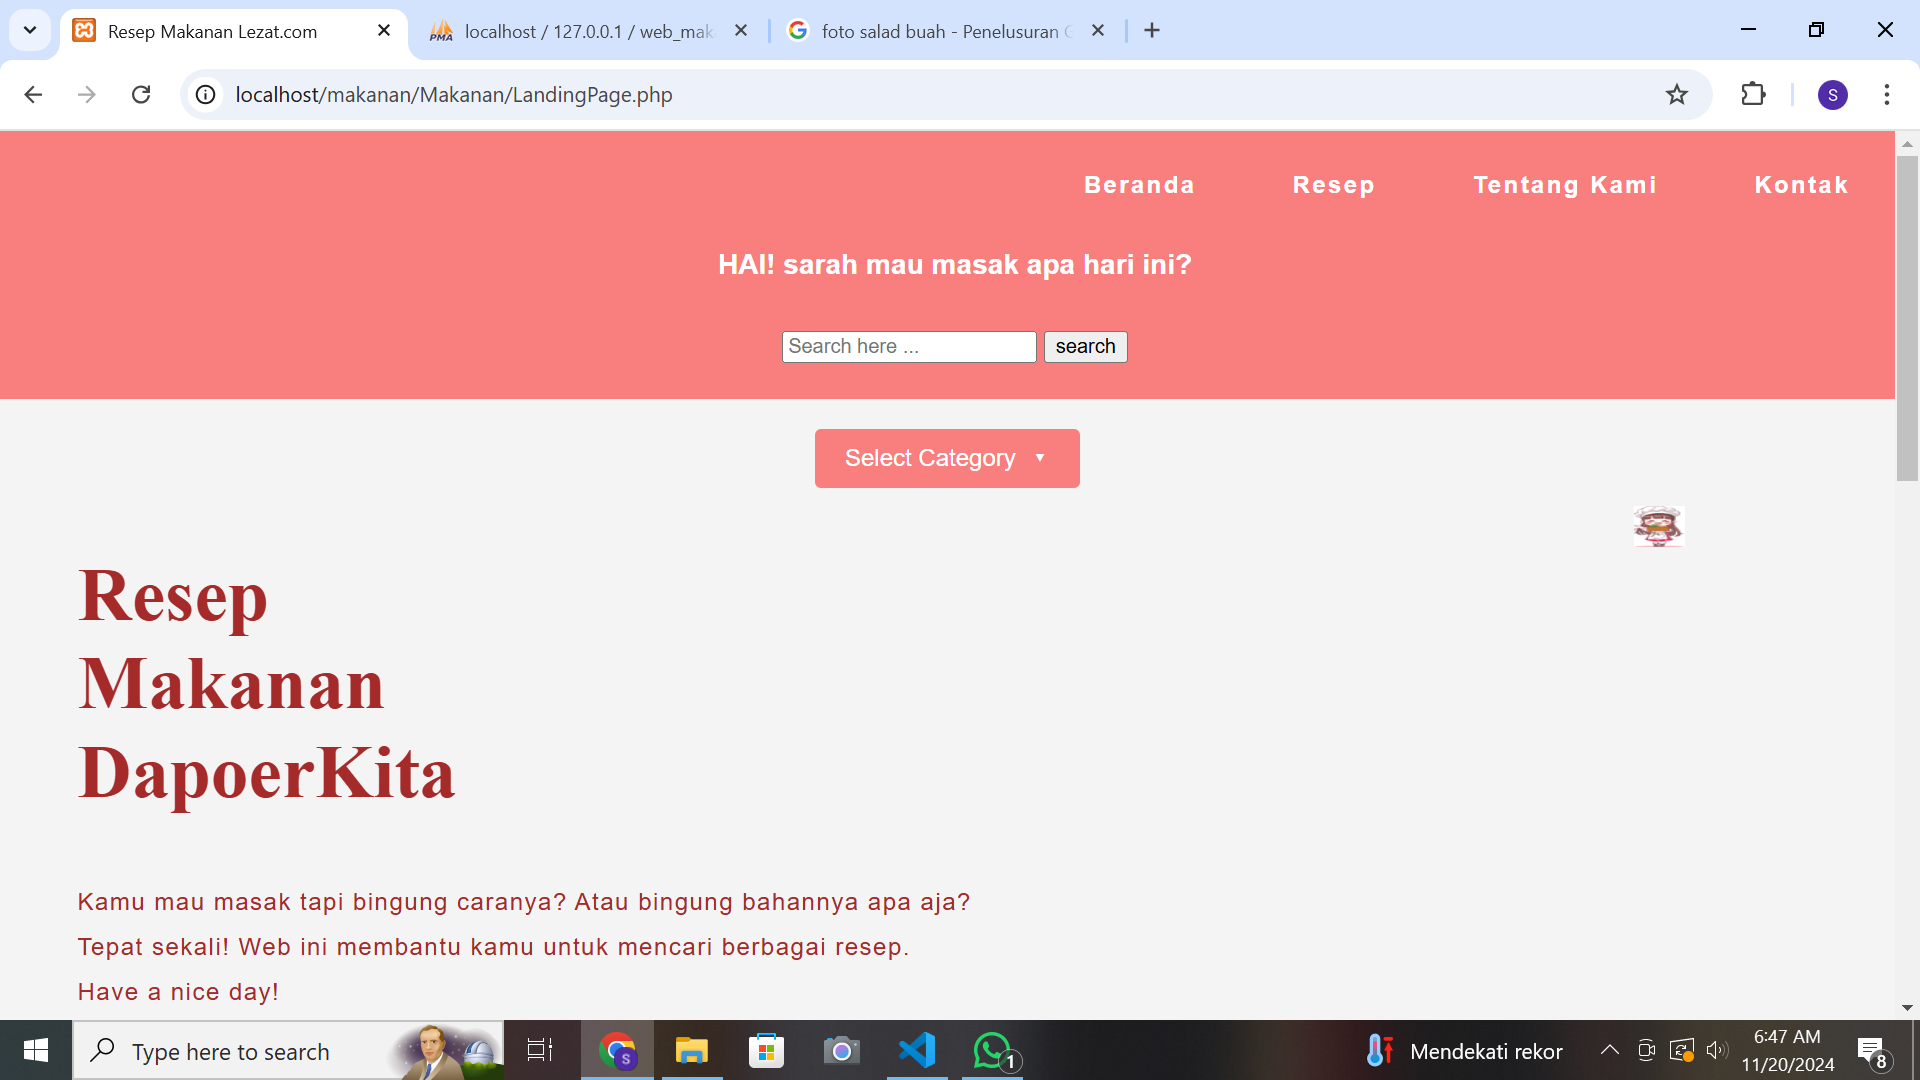 Resep Makanan Lezat.com
localhost / 127.0.0.1 / web_mak
foto salad buah - Penelusuran G
localhost/makanan/Makanan/LandingPage.php
S
Beranda Resep Tentang Kami Kontak
HAI! sarah mau masak apa hari ini?
Search here ... search
Select Category
Resep
Makanan
DapoerKita
Kamu mau masak tapi bingung caranya? Atau bingung bahannya apa aja?
Tepat sekali! Web ini membantu kamu untuk mencari berbagai resep.
Have a nice day!
Type here to search
S
1
Mendekati rekor
6:47 AM
11/20/2024
8